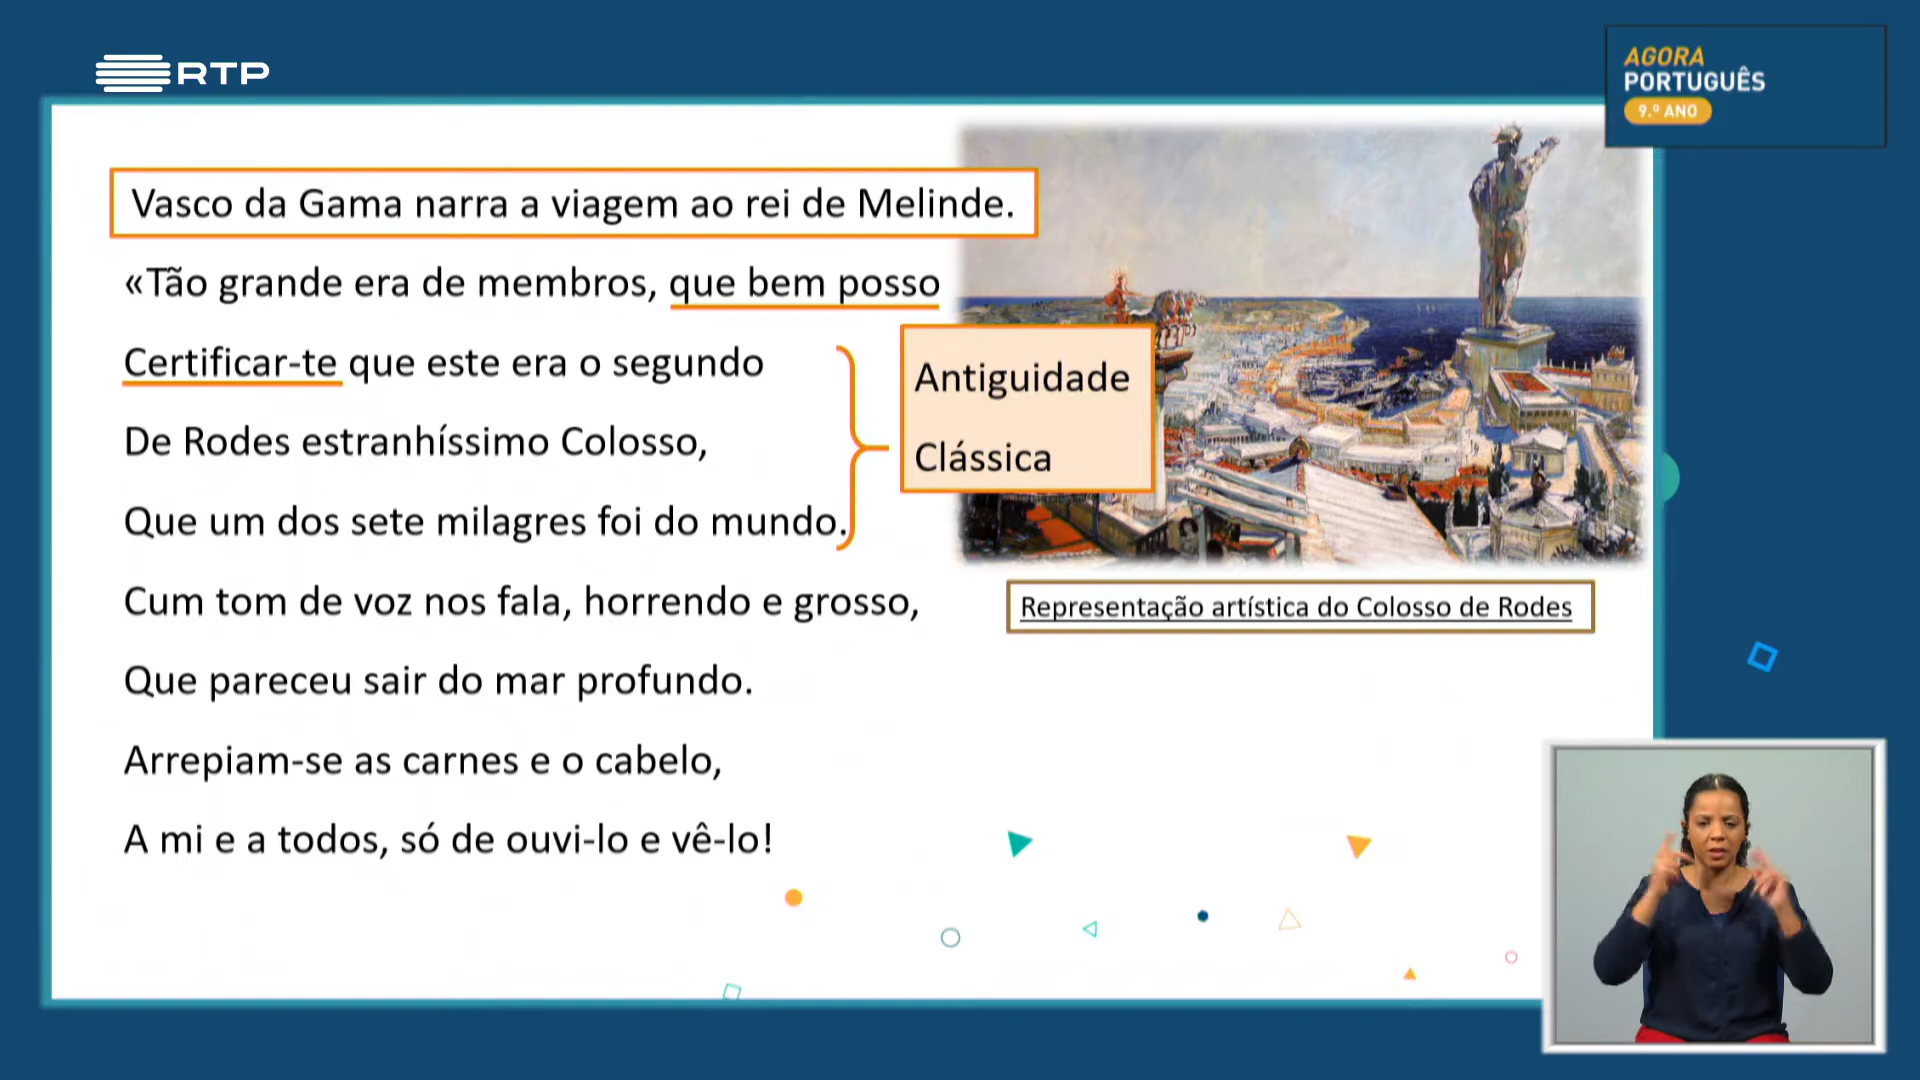 RTP
AGORA
PORTUGUÊS
9.º ANO
Vasco da Gama narra a viagem ao rei de Melinde.
«Tão grande era de membros, que bem posso
Certificar-te que este era o segundo
De Rodes estranhíssimo Colosso,
Que um dos sete milagres foi do mundo.
Cum tom de voz nos fala, horrendo e grosso,
Que pareceu sair do mar profundo.
Arrepiam-se as carnes e o cabelo,
A mi e a todos, só de ouvi-lo e vê-lo!
Antiguidade
Clássica
Representação artística do Colosso de Rodes